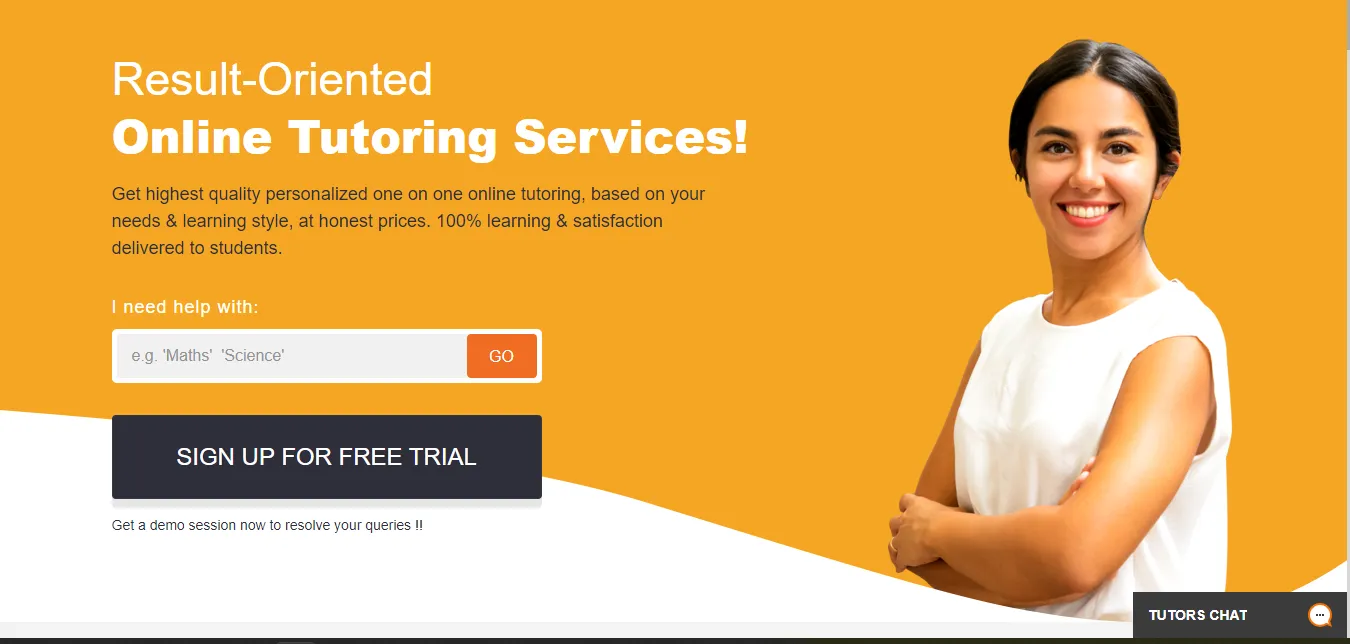 Result-Oriented
Online Tutoring Services!
Get highest quality personalized one on one online tutoring, based on your
needs & learning style, at honest prices. 100% learning & satisfaction
delivered to students.
I need help with:
e.g. 'Maths'  'Science'
GO
SIGN UP FOR FREE TRIAL
Get a demo session now to resolve your queries !!
TUTORS CHAT